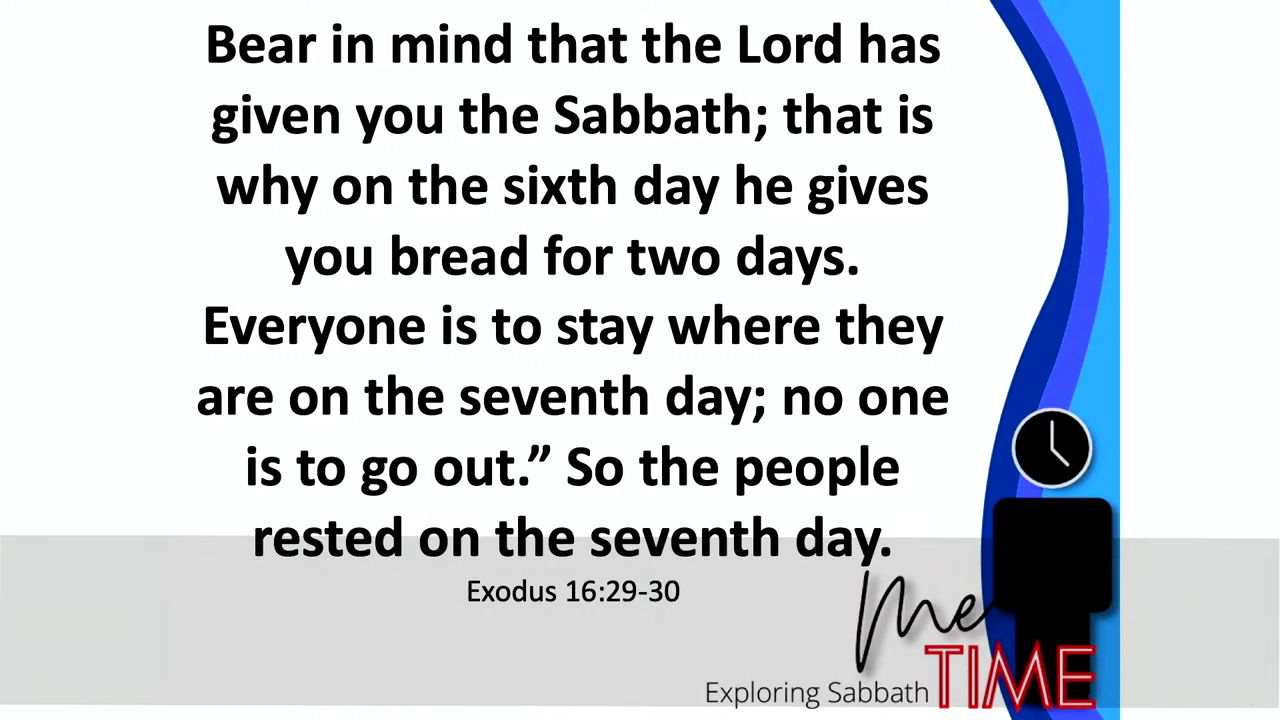 Bear in mind that the Lord has
given you the Sabbath; that is
why on the sixth day he gives
you bread for two days.
Everyone is to stay where they
are on the seventh day; no one
is to go out.” So the people
rested on the seventh day.
Exodus 16:29-30
Me
Exploring Sabbath TIME